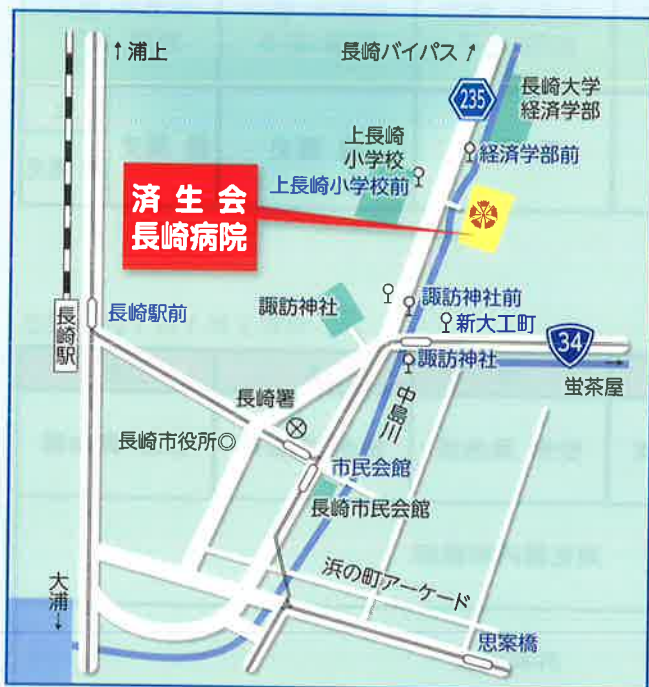 ↑浦上
長崎バイパス↗
235
長崎大学
経済学部
上長崎
小学校
経済学部前
上長崎小学校前
済生会
長崎病院
諏訪神社
諏訪神社前
新大工町
長崎駅前
長崎駅
34
諏訪神社
→
蛍茶屋
中島川
長崎署
長崎市役所◎
市民会館
長崎市民会館
浜の町アーケード
大浦↓
思案橋